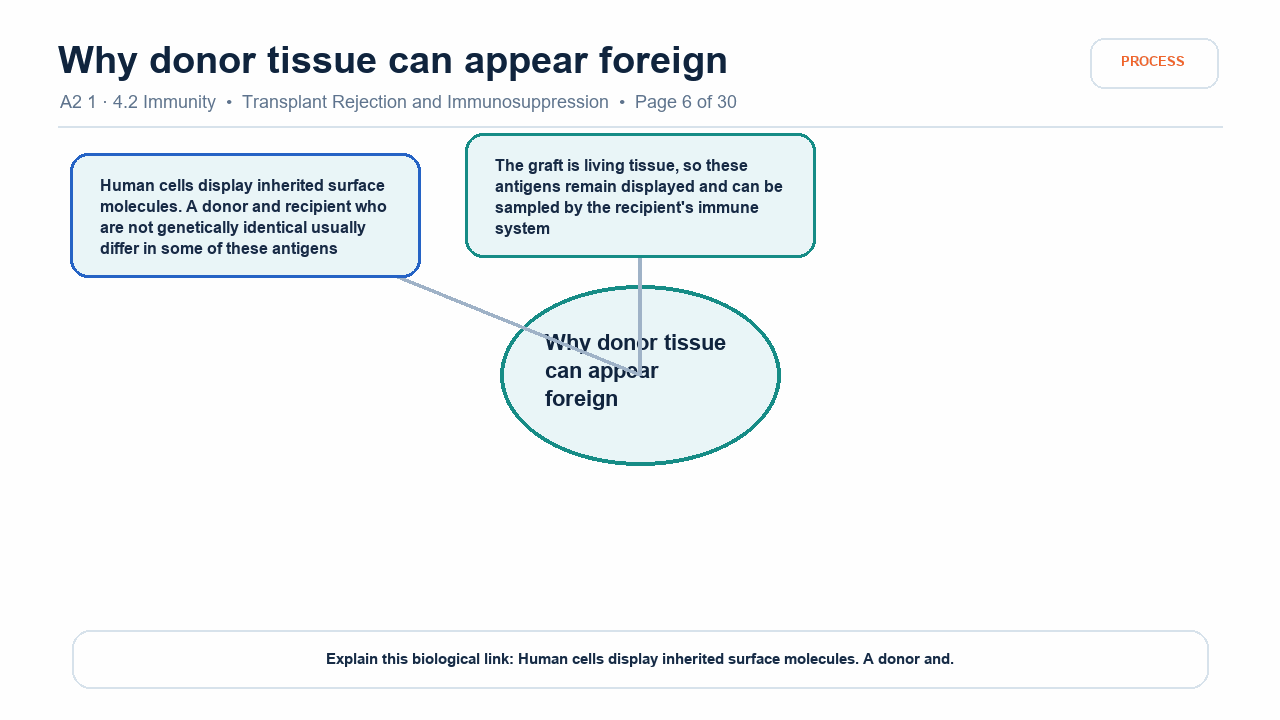 Why donor tissue can appear foreign
PROCESS
A2 1 · 4.2 Immunity • Transplant Rejection and Immunosuppression • Page 6 of 30
Human cells display inherited surface
molecules. A donor and recipient who
are not genetically identical usually
differ in some of these antigens
The graft is living tissue, so these
antigens remain displayed and can be
sampled by the recipient's immune
system
Why donor tissue
can appear
foreign
Explain this biological link: Human cells display inherited surface molecules. A donor and.